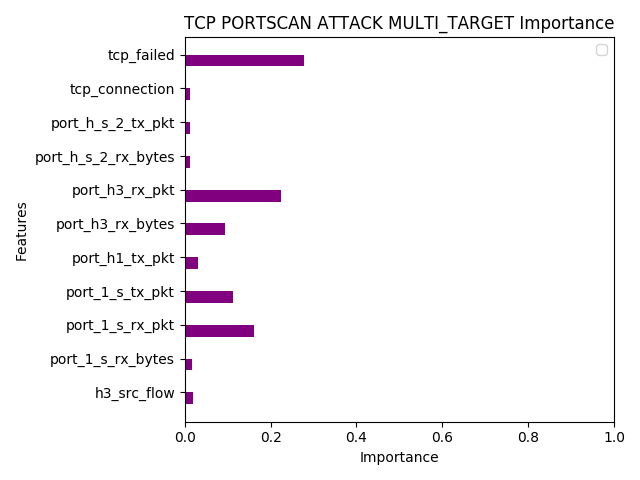 TCP PORTSCAN ATTACK MULTI_TARGET Importance
tcp_failed
tcp_connection
port_h_s_2_tx_pkt
port_h_s_2_rx_bytes
port_h3_rx_pkt
port_h3_rx_bytes
port_h1_tx_pkt
port_1_s_tx_pkt
port_1_s_rx_pkt
port_1_s_rx_bytes
h3_src_flow
Features
0.0 0.2 0.4 0.6 0.8 1.0
Importance